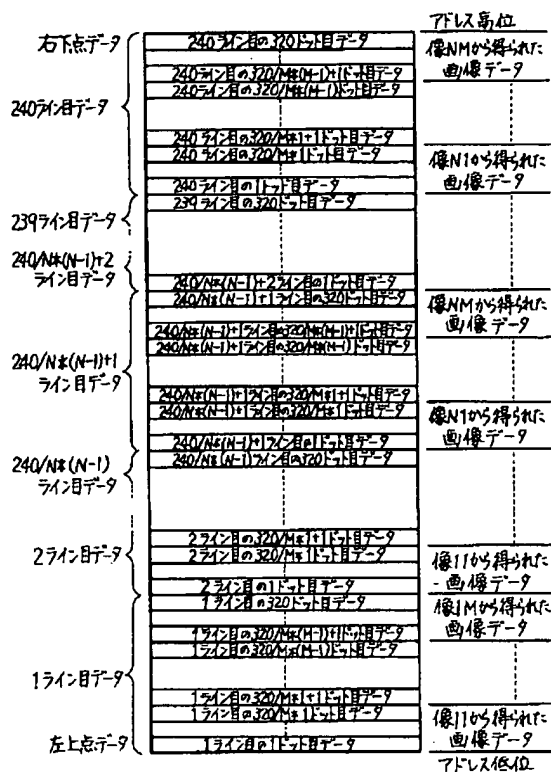 アドレス高位
右下点データ
240ライン目の320ドット目データ
像NMから得られた
画像データ
240ライン目の320/M*(M-1)+1ドット目データ
240ライン目の320/M*(M-1)ドット目データ
240ライン目データ
240ライン目の320/M*1+1ドット目データ
240ライン目の320/M*1ドット目データ
像N1から得られた
画像データ
240ライン目の1トッド目データ
239ライン目の320ドット目データ
239ライン目データ
240/N*(N-1)+2
ライン目データ
240/N*(N-1)+2ライン目の1ドット目データ
240/N*(N-1)+1ライン目の320ドット目データ
像NMから得られた
画像データ
240/N*(N-1)+1ライン目の320/M*(M-1)+1ドット目データ
240/N*(N-1)+1ライン目の320/M*(M-1)ドット目データ
240/N*(N-1)+1
ライン目データ
240/N*(N-1)+1ライン目の320/M*1+1ドット目データ
240/N*(N-1)+1ライン目の320/M*1ドット目データ
像N1から得られた
画像データ
240/N*(N-1)+1ライン目の1ドット目データ
240/N*(N-1)ライン目の320ドット目データ
240/N*(N-1)
ライン目データ
2ライン目の320/M*1+1ドット目データ
2ライン目の320/M*1ドット目データ
2ライン目データ
像11から得られた
画像データ
2ライン目の1ドット目データ
1ライン目の320ドット目データ
像1Mから得られた
画像データ
1ライン目の320/M*(M-1)+1ドット目データ
1ライン目の320/M*(M-1)ドット目データ
1ライン目データ
1ライン目の320/M*1+1ドット目データ
1ライン目の320/M*1ドット目データ
像11から得られた
画像データ
左上点データ
1ライン目の1ドット目データ
アドレス低位